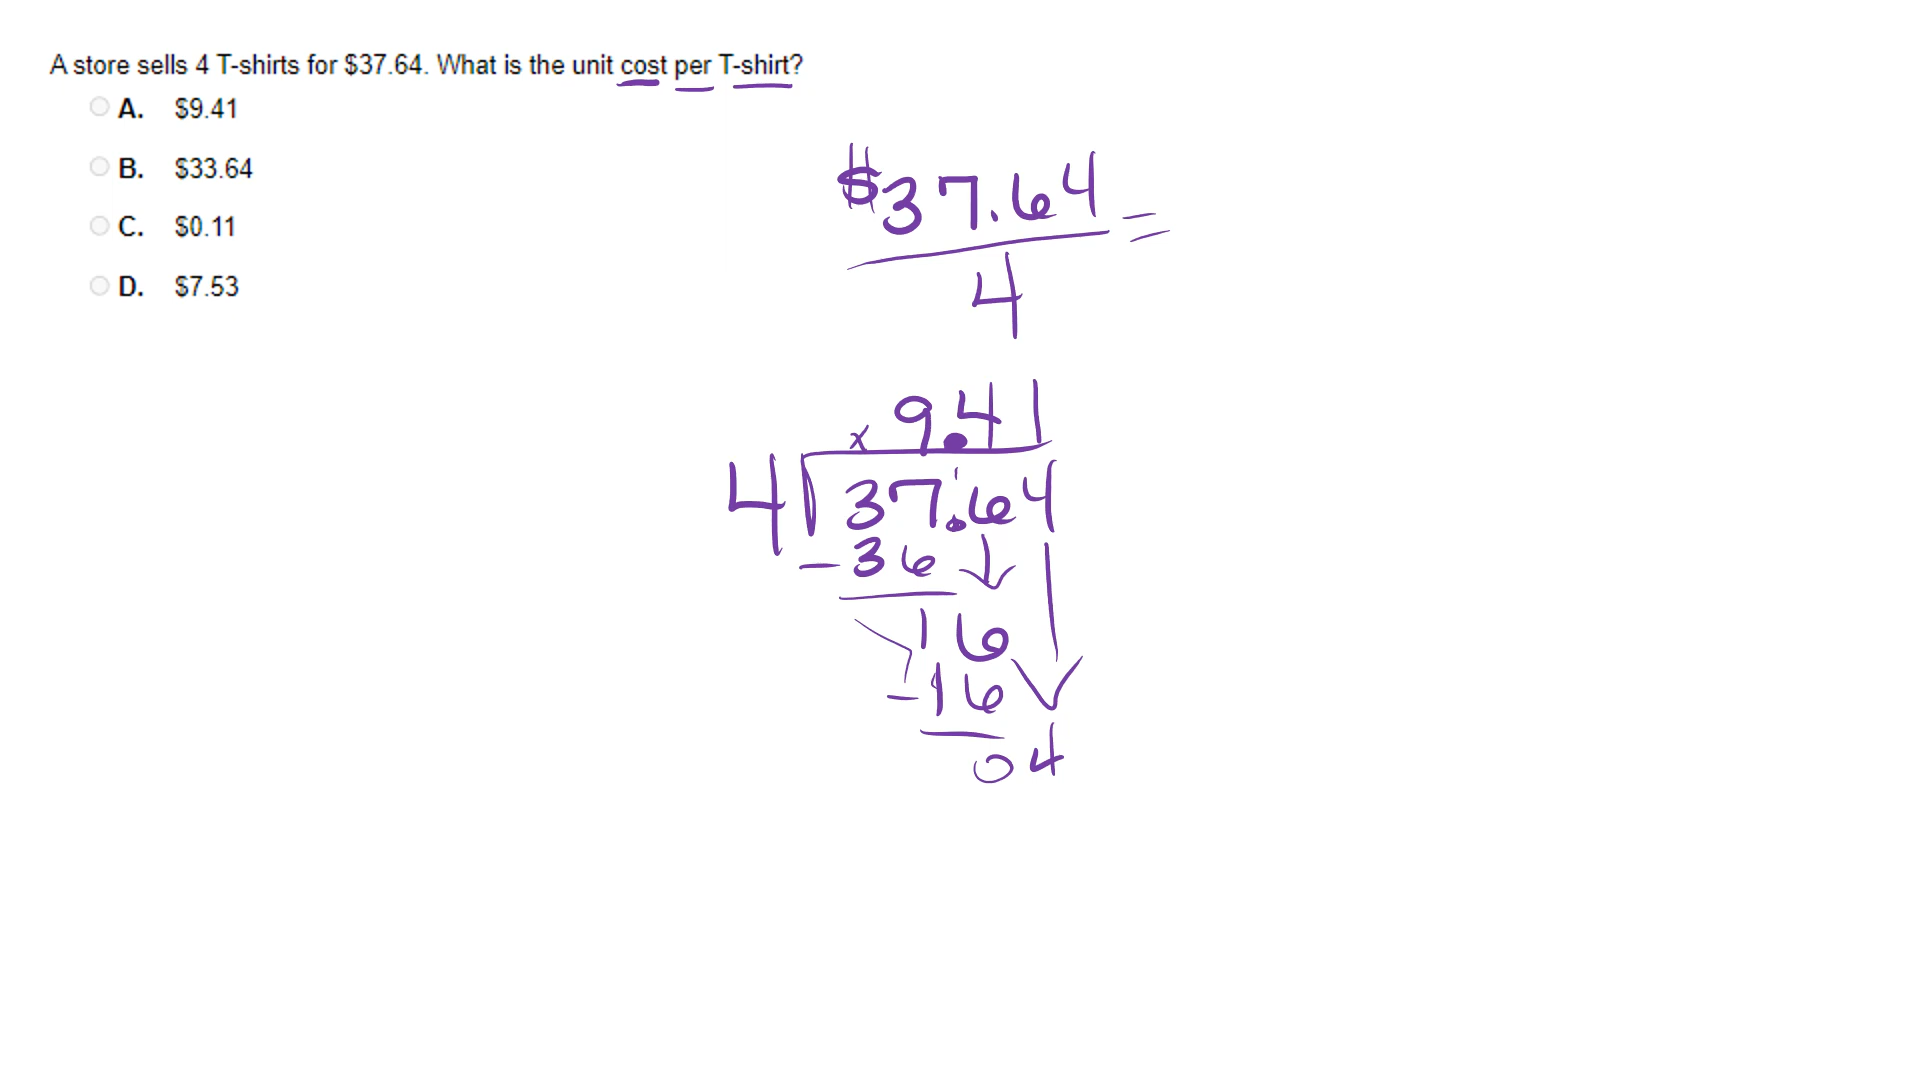 A store sells 4 T-shirts for $37.64. What is the unit cost per T-shirt?
A. $9.41
B. $33.64
C. $0.11
D. $7.53
$37.64 =
4
x 9.41
4 37.64
- 36
16
- 16
04